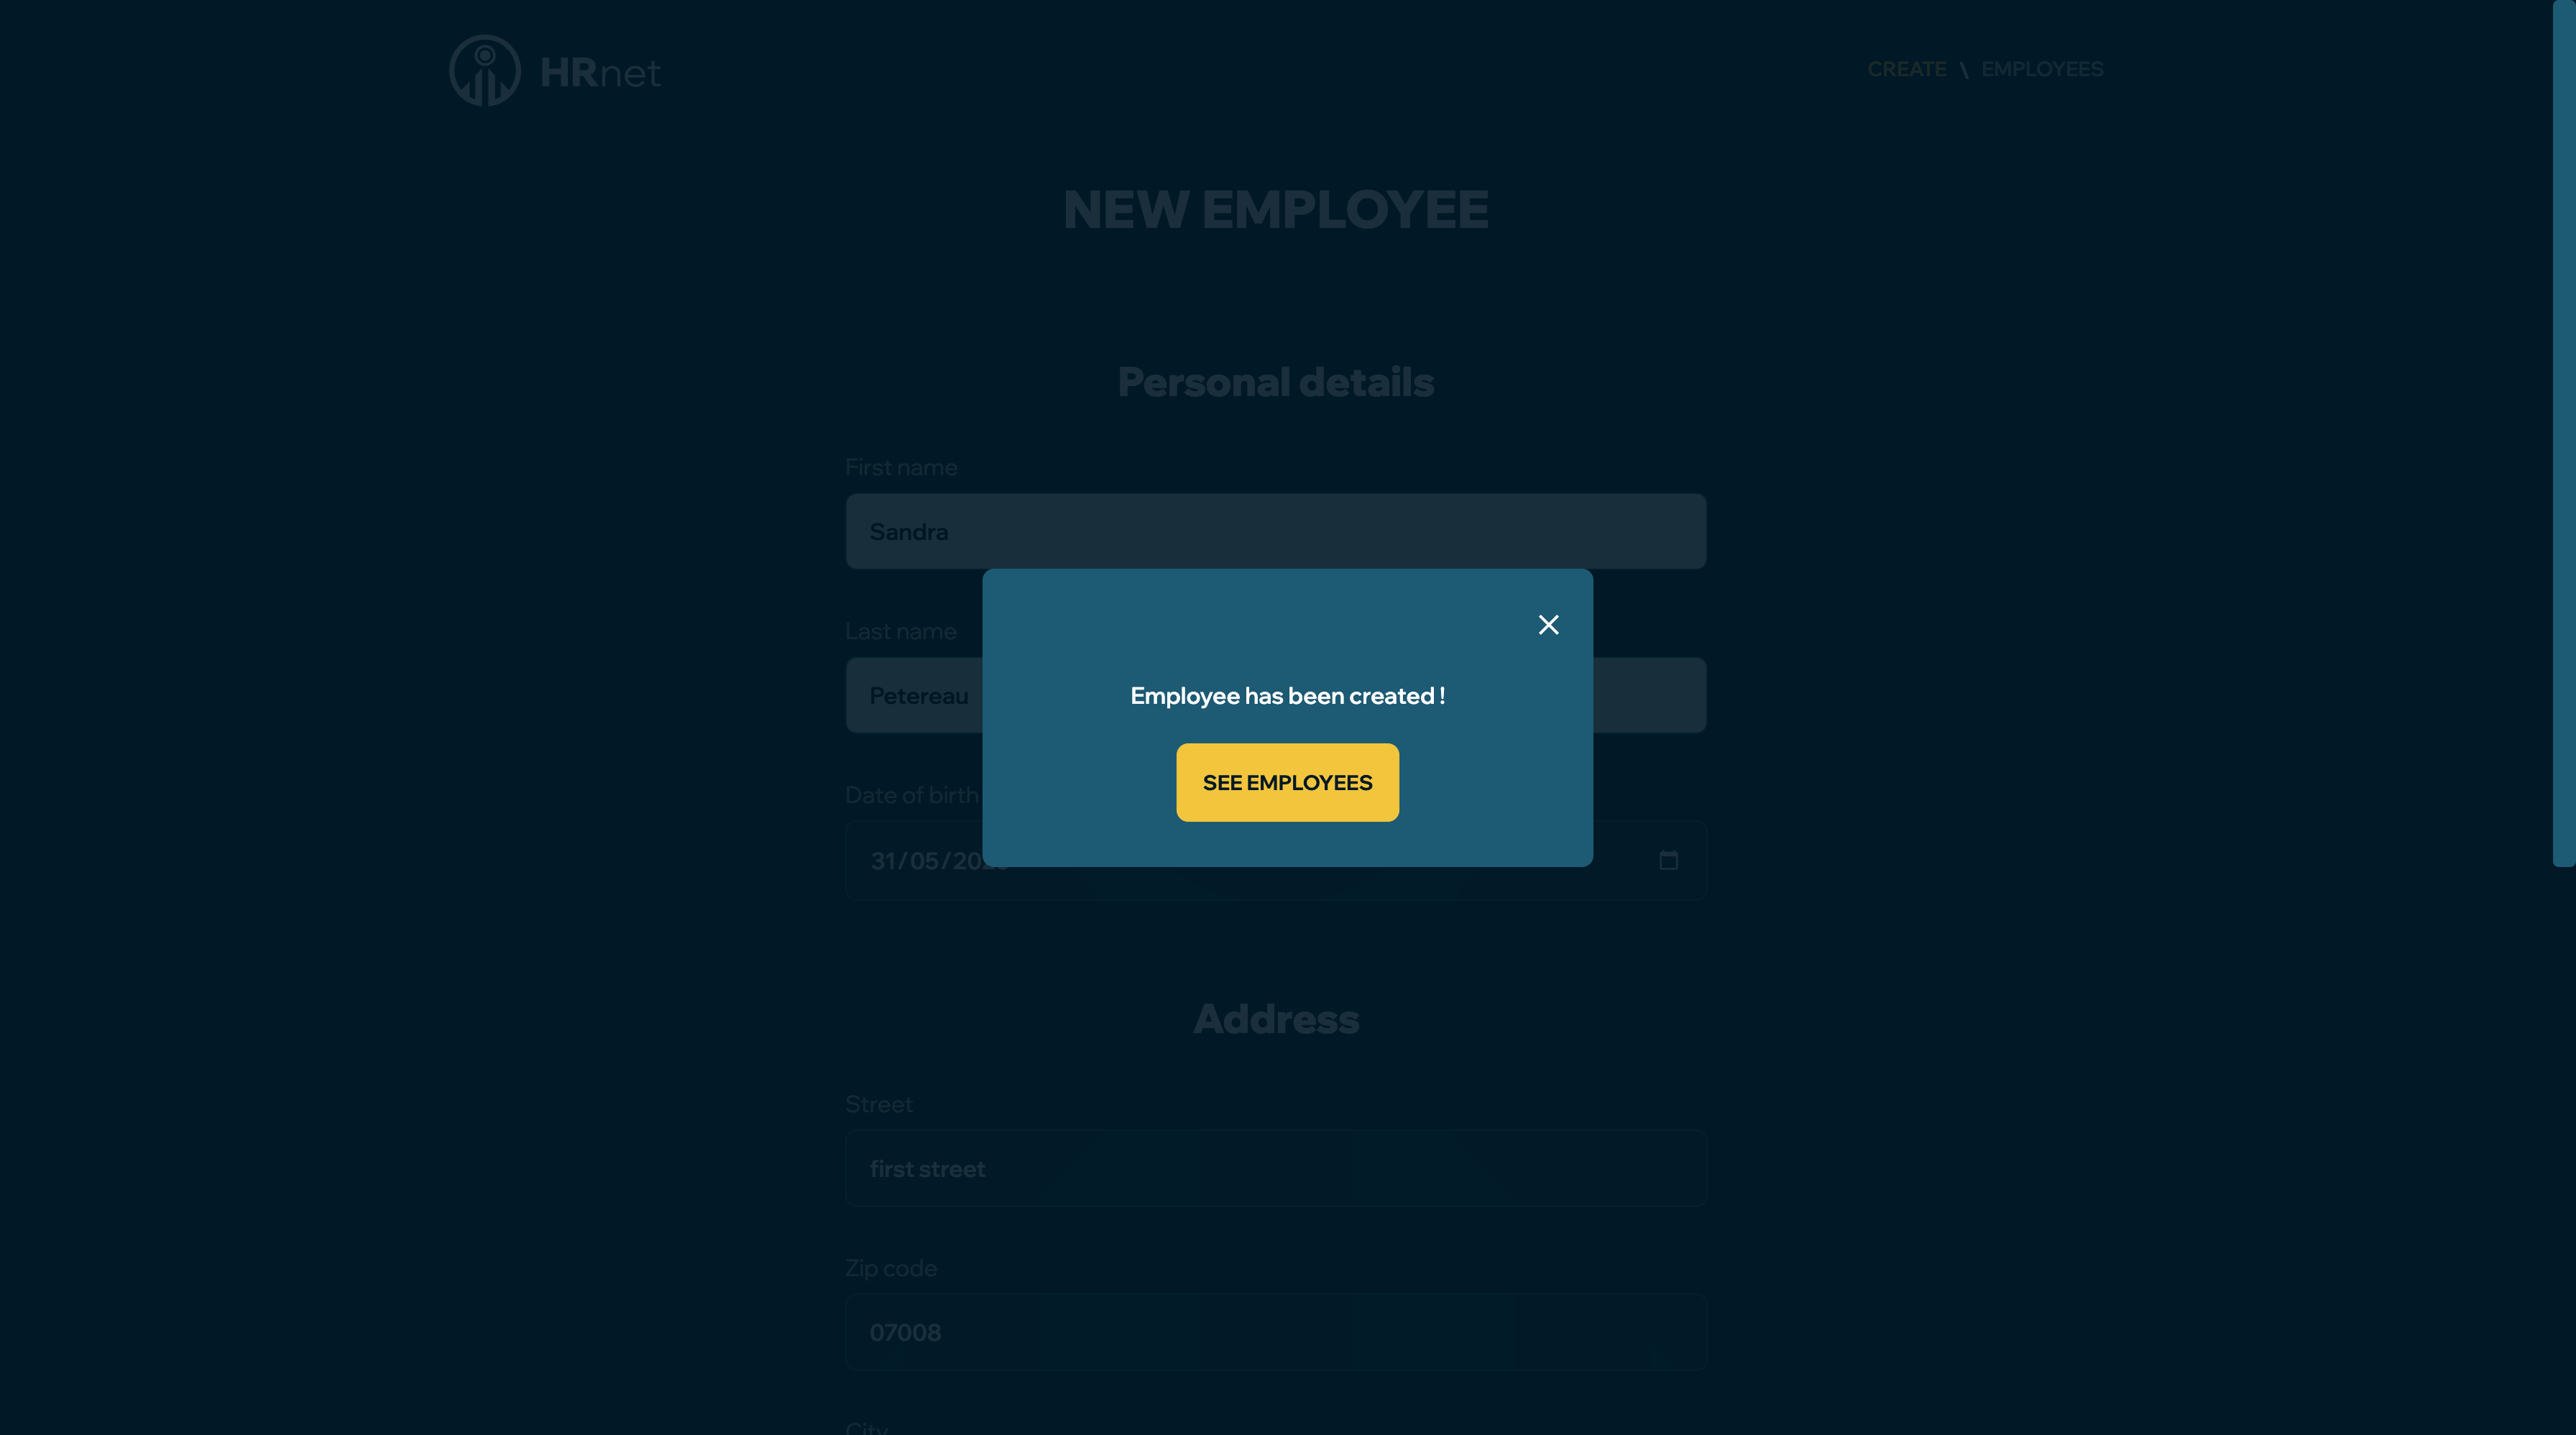 HRnet
CREATE \ EMPLOYEES
NEW EMPLOYEE
Personal details
First name
Sandra
Last name
Petereau
Employee has been created !
SEE EMPLOYEES
Date of birth
31/05/20
Address
Street
first street
Zip code
07008
City